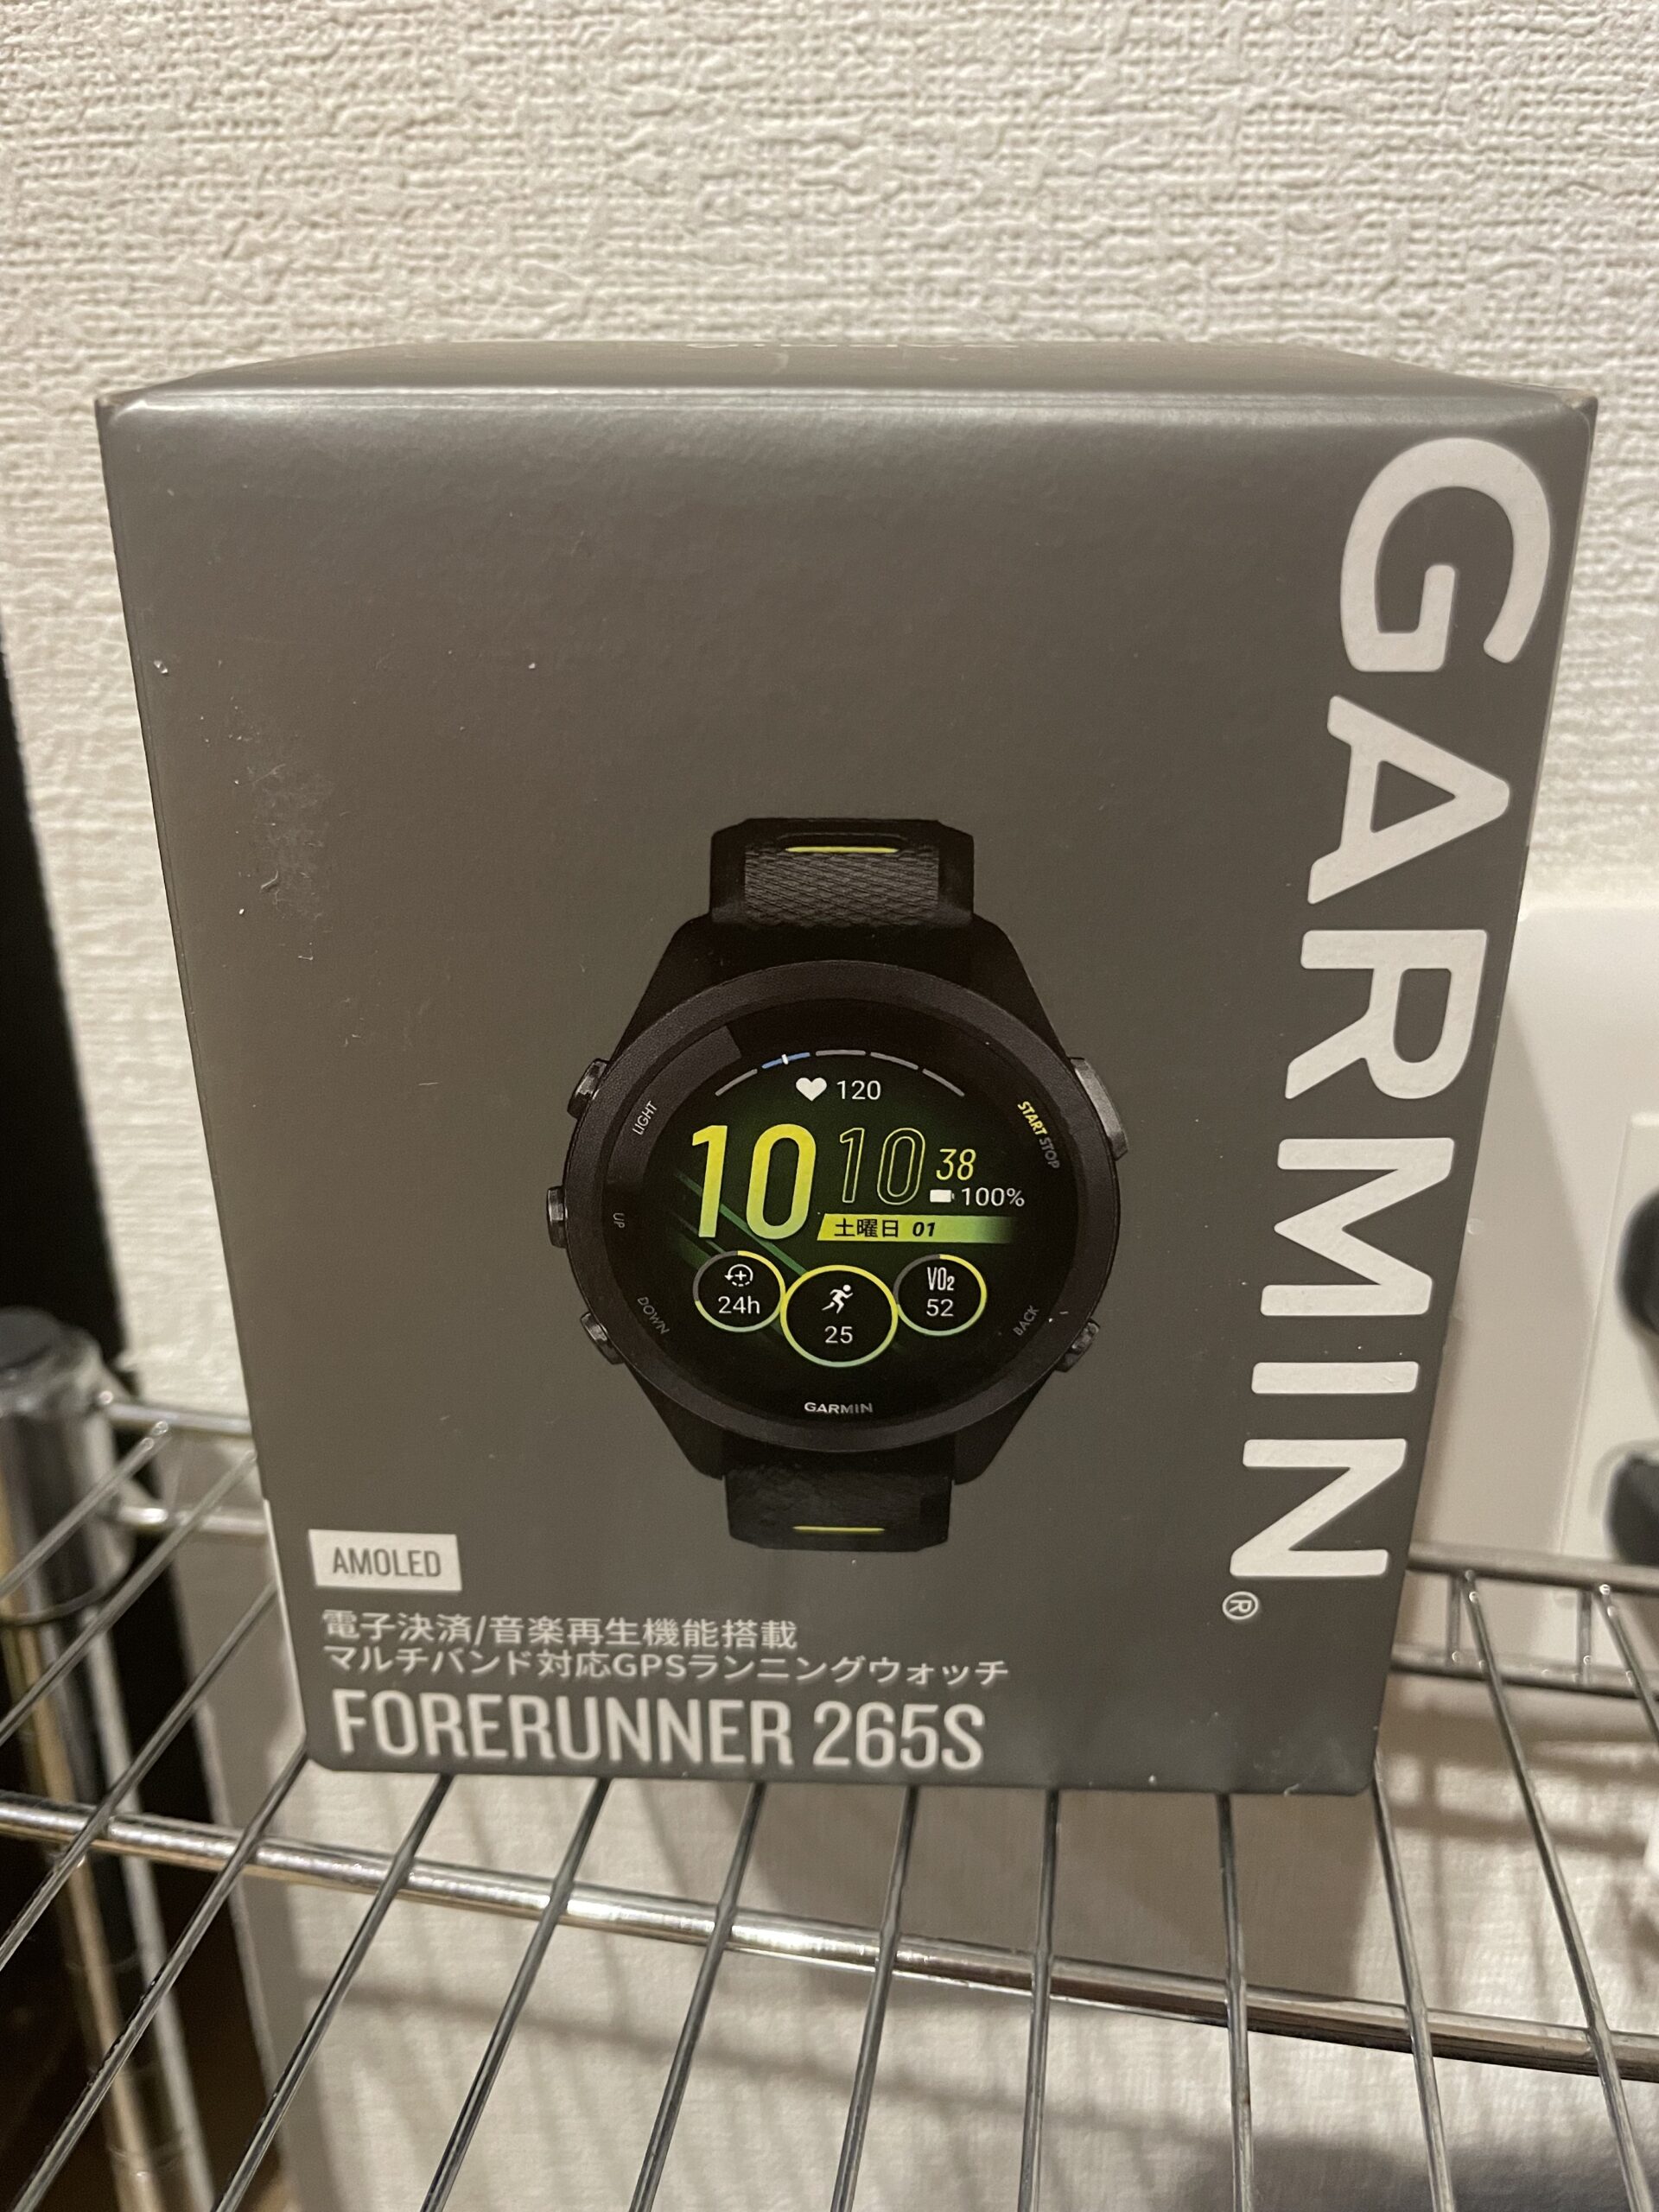 GARMIN®
LIGHT
UP
DOWN
START STOP
BACK
120
10 10 38
100%
土曜日 01
24h
25
VO2
52
GARMIN
AMOLED
電子決済/音楽再生機能搭載
マルチバンド対応GPSランニングウォッチ
FORERUNNER 265S